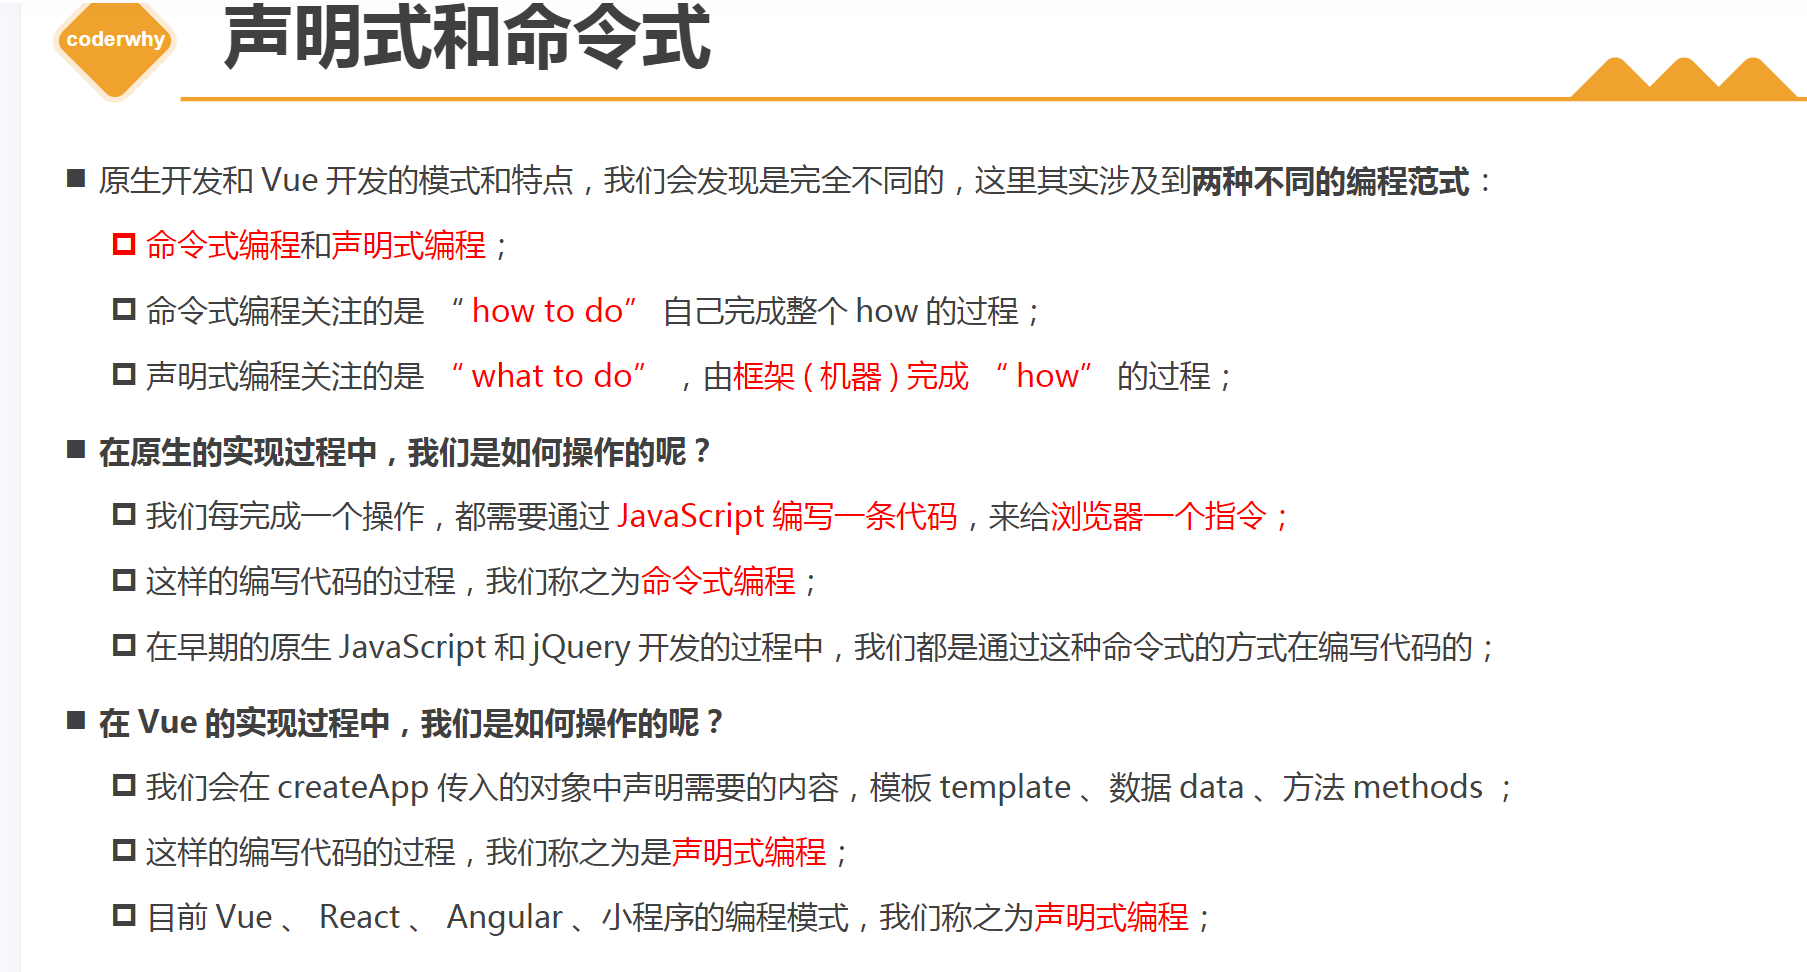 coderwhy
声明式和命令式
原生开发和 Vue 开发的模式和特点，我们会发现是完全不同的，这里其实涉及到两种不同的编程范式：
命令式编程和声明式编程；
命令式编程关注的是 “ how to do” 自己完成整个 how 的过程；
声明式编程关注的是 “ what to do” ，由框架 ( 机器 ) 完成 “ how” 的过程；
在原生的实现过程中，我们是如何操作的呢？
我们每完成一个操作，都需要通过 JavaScript 编写一条代码，来给浏览器一个指令；
这样的编写代码的过程，我们称之为命令式编程；
在早期的原生 JavaScript 和 jQuery 开发的过程中，我们都是通过这种命令式的方式在编写代码的；
在 Vue 的实现过程中，我们是如何操作的呢？
我们会在 createApp 传入的对象中声明需要的内容，模板 template 、数据 data 、方法 methods ；
这样的编写代码的过程，我们称之为是声明式编程；
目前 Vue 、 React 、 Angular 、小程序的编程模式，我们称之为声明式编程；